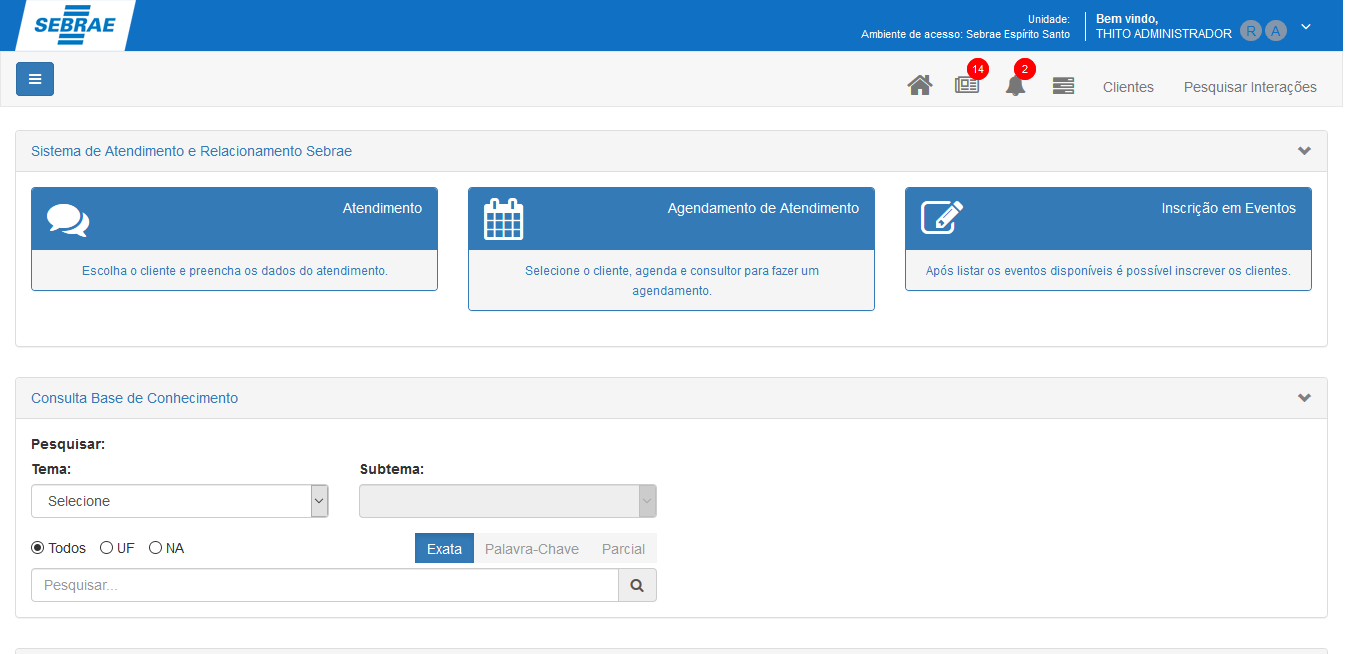 SEBRAE
Unidade:
Ambiente de acesso: Sebrae Espírito Santo
Bem vindo,
THITO ADMINISTRADOR
R A
14
2
Clientes
Pesquisar Interações
Sistema de Atendimento e Relacionamento Sebrae
Atendimento
Escolha o cliente e preencha os dados do atendimento.
Agendamento de Atendimento
Selecione o cliente, agenda e consultor para fazer um
agendamento.
Inscrição em Eventos
Após listar os eventos disponíveis é possível inscrever os clientes.
Consulta Base de Conhecimento
Pesquisar:
Tema:
Subtema:
Selecione
Todos UF NA
Exata Palavra-Chave Parcial
Pesquisar...